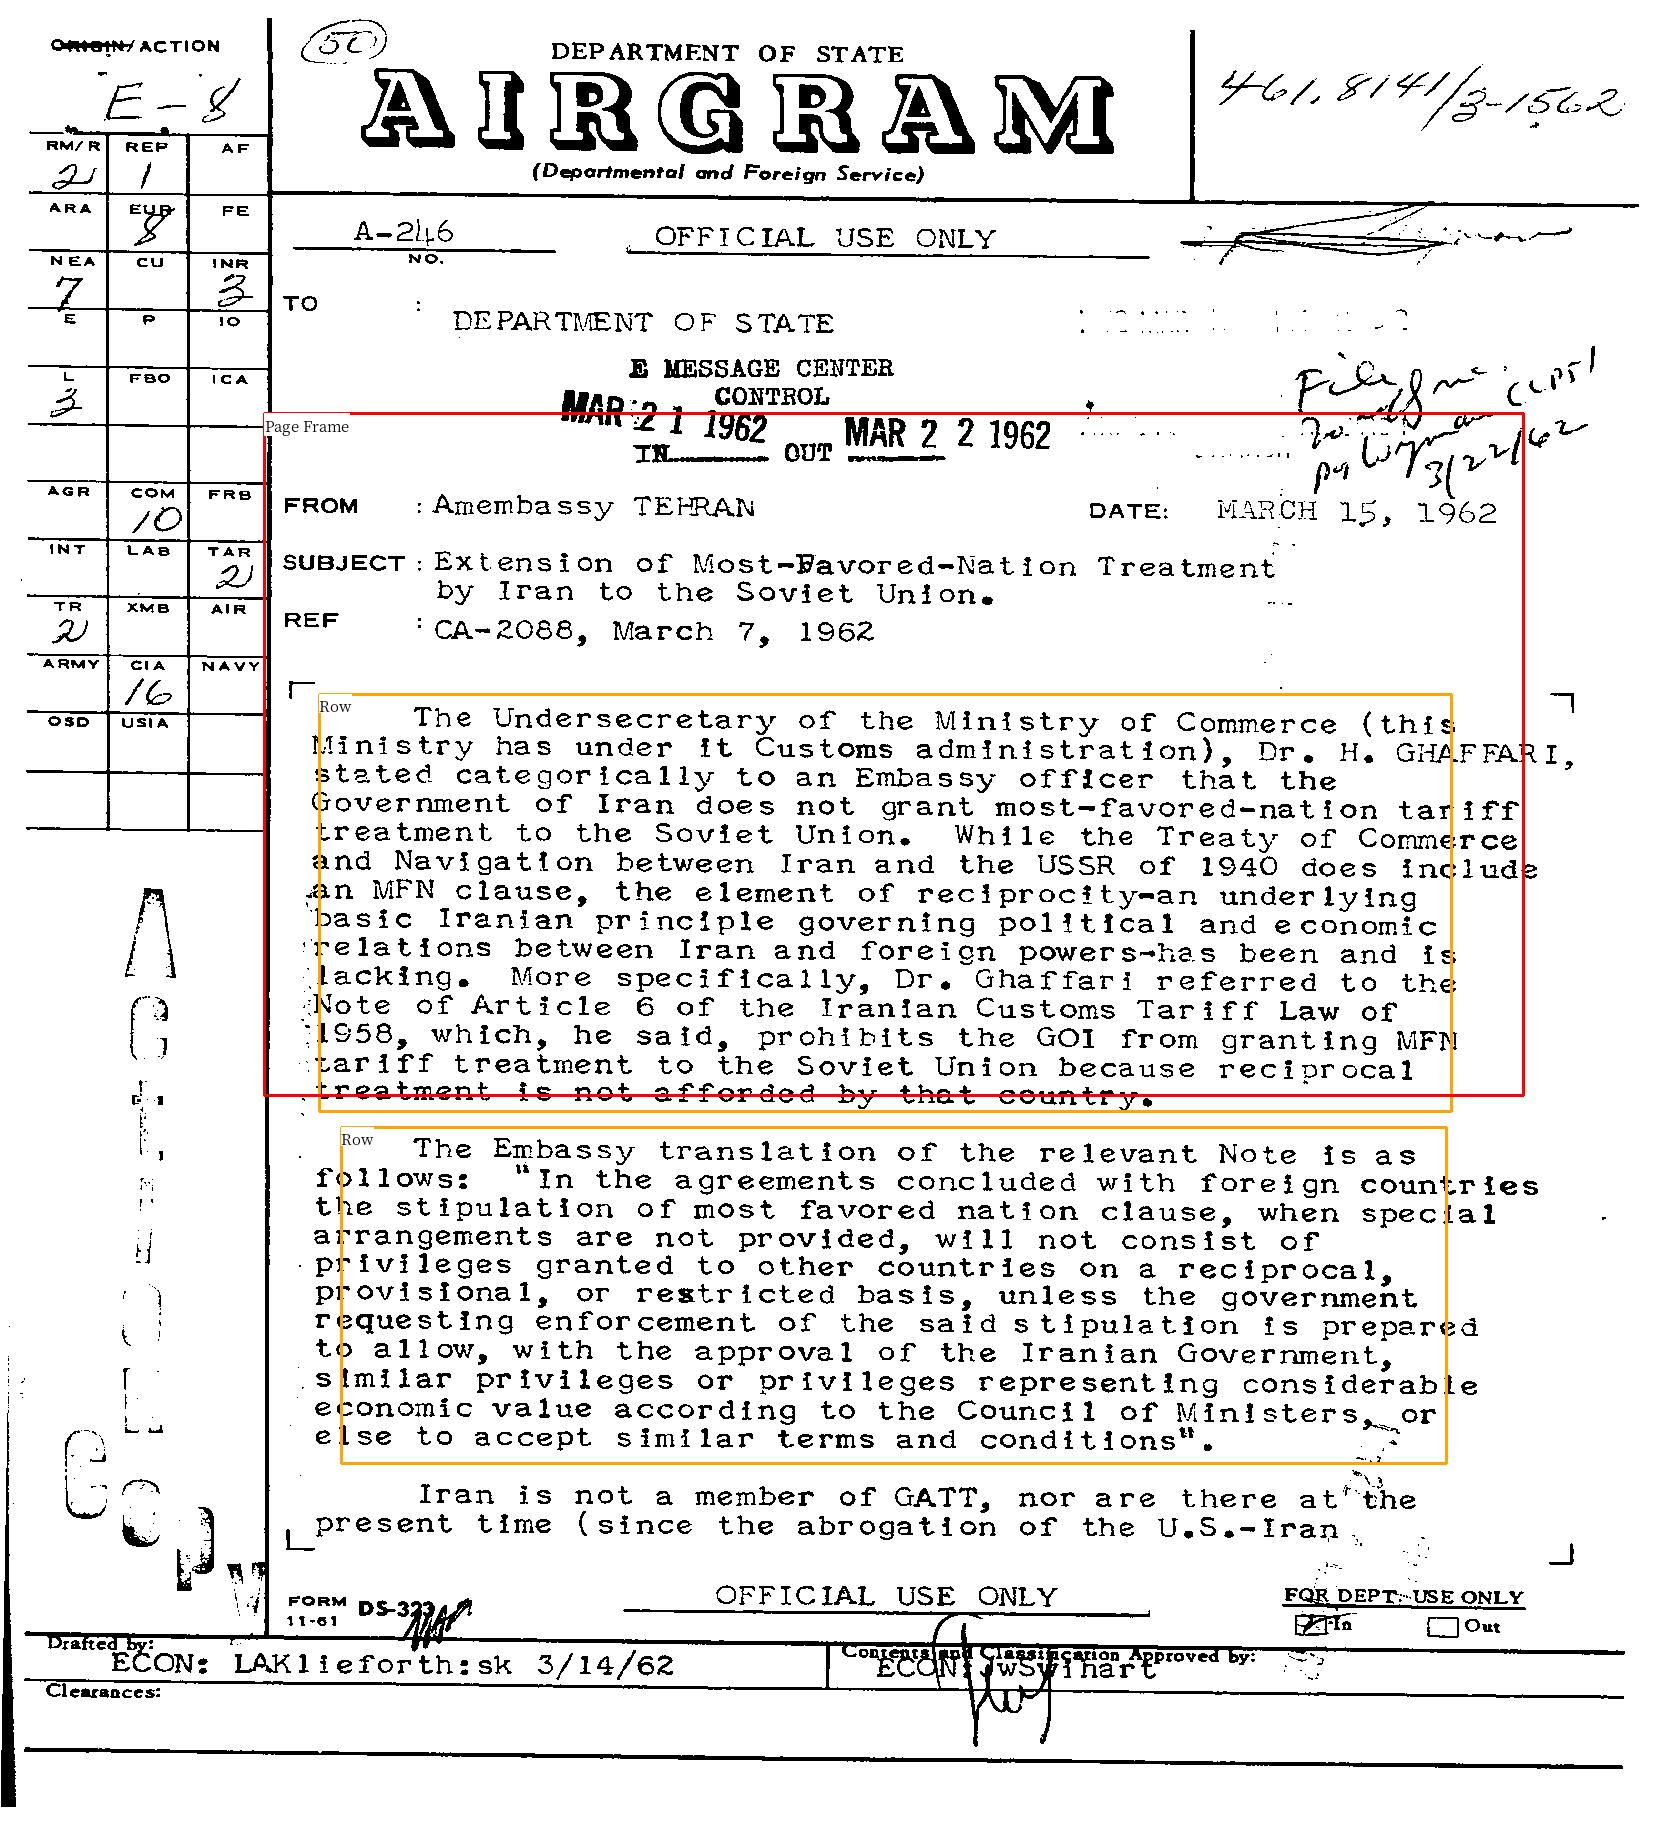 ORIGIN/ACTION
E-8
RM/R REP AF
2 1
ARA EUR FE
8
NEA CU INR
7 3
E P IO
L FBO ICA
3
AGR COM FRB
10
INT LAB TAR
2
TR XMB AIR
2
ARMY CIA NAVY
16
OSD USIA
Action Copy
50
DEPARTMENT OF STATE
AIRGRAM
(Departmental and Foreign Service)
461.8141/3-1562
A-246
NO.
OFFICIAL USE ONLY
TO :
DEPARTMENT OF STATE
E MESSAGE CENTER
CONTROL
MAR 21 1962
MAR 22 1962
IN OUT
File
Wyman
3/22/62
Page Frame
FROM : Amembassy TEHRAN
DATE: MARCH 15, 1962
SUBJECT : Extension of Most-Favored-Nation Treatment
by Iran to the Soviet Union.
REF : CA-2088, March 7, 1962
Row
The Undersecretary of the Ministry of Commerce (this
Ministry has under it Customs administration), Dr. H. GHAFFARI,
stated categorically to an Embassy officer that the
Government of Iran does not grant most-favored-nation tariff
treatment to the Soviet Union. While the Treaty of Commerce
and Navigation between Iran and the USSR of 1940 does include
an MFN clause, the element of reciprocity-an underlying
basic Iranian principle governing political and economic
relations between Iran and foreign powers-has been and is
lacking. More specifically, Dr. Ghaffari referred to the
Note of Article 6 of the Iranian Customs Tariff Law of
1958, which, he said, prohibits the GOI from granting MFN
tariff treatment to the Soviet Union because reciprocal
treatment is not afforded by that country.
Row
The Embassy translation of the relevant Note is as
follows: "In the agreements concluded with foreign countries
the stipulation of most favored nation clause, when special
arrangements are not provided, will not consist of
privileges granted to other countries on a reciprocal,
provisional, or restricted basis, unless the government
requesting enforcement of the said stipulation is prepared
to allow, with the approval of the Iranian Government,
similar privileges or privileges representing considerable
economic value according to the Council of Ministers, or
else to accept similar terms and conditions".
Iran is not a member of GATT, nor are there at the
present time (since the abrogation of the U.S.-Iran
FORM DS-323
11-61
OFFICIAL USE ONLY
FOR DEPT. USE ONLY
In Out
Drafted by:
ECON: LAKlieforth:sk 3/14/62
Contents and Classification Approved by:
ECON: JwSwihart
Clearances: